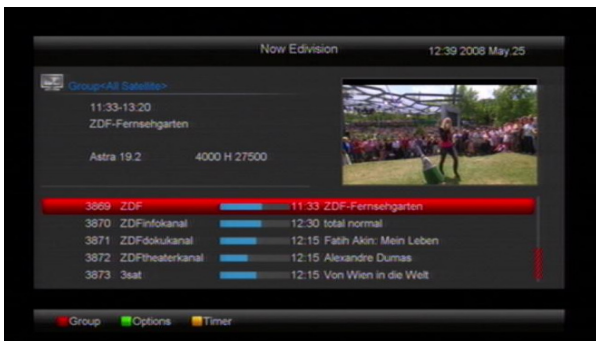 Now Edivision
12:39 2008 May.25
Group<All Satellite>
11:33-13:20
ZDF-Fernsehgarten
Astra 19.2 4000 H 27500
3869 ZDF 11:33 ZDF-Fernsehgarten
3870 ZDFinfokanal 12:30 total normal
3871 ZDFdokukanal 12:15 Fatih Akin: Mein Leben
3872 ZDFtheaterkanal 12:15 Alexandre Dumas
3873 3sat 12:15 Von Wien in die Welt
Group Options Timer